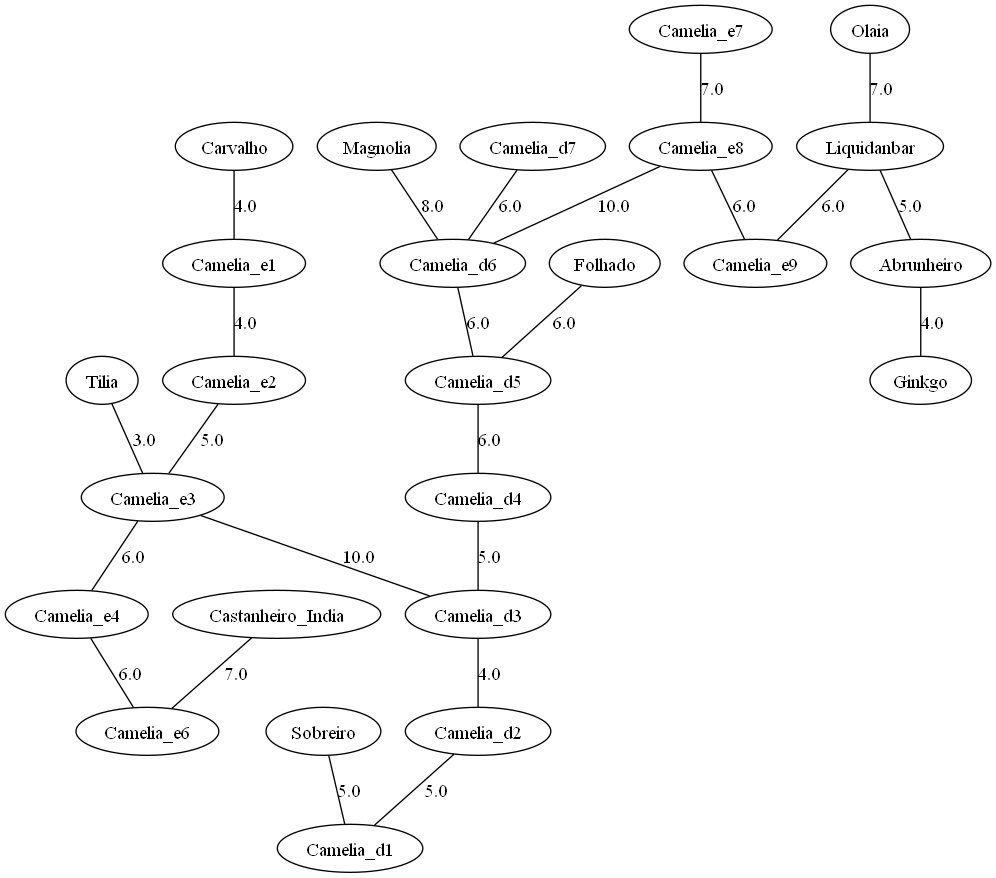 Camelia_e7
Olaia
7.0
7.0
Carvalho
Magnolia
Camelia_d7
Camelia_e8
Liquidanbar
4.0
8.0
6.0
10.0
6.0
6.0
5.0
Camelia_e1
Camelia_d6
Folhado
Camelia_e9
Abrunheiro
4.0
6.0
6.0
4.0
Tilia
Camelia_e2
Camelia_d5
Ginkgo
3.0
5.0
6.0
Camelia_e3
Camelia_d4
6.0
10.0
5.0
Camelia_e4
Castanheiro_India
Camelia_d3
6.0
7.0
4.0
Camelia_e6
Sobreiro
Camelia_d2
5.0
5.0
Camelia_d1